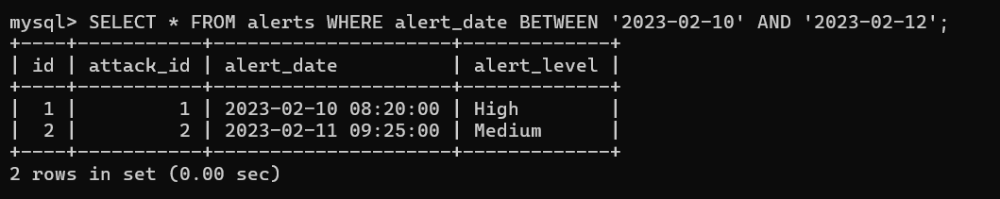 mysql> SELECT * FROM alerts WHERE alert_date BETWEEN '2023-02-10' AND '2023-02-12';
+----+-----------+---------------------+-------------+
| id | attack_id | alert_date          | alert_level |
+----+-----------+---------------------+-------------+
|  1 |         1 | 2023-02-10 08:20:00 | High        |
|  2 |         2 | 2023-02-11 09:25:00 | Medium      |
+----+-----------+---------------------+-------------+
2 rows in set (0.00 sec)